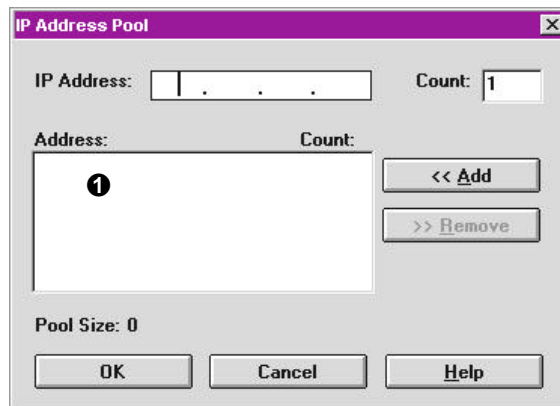 IP Address Pool
IP Address: . . . Count: 1
Address: Count:
❶
<< Add
>> Remove
Pool Size: 0
OK Cancel Help